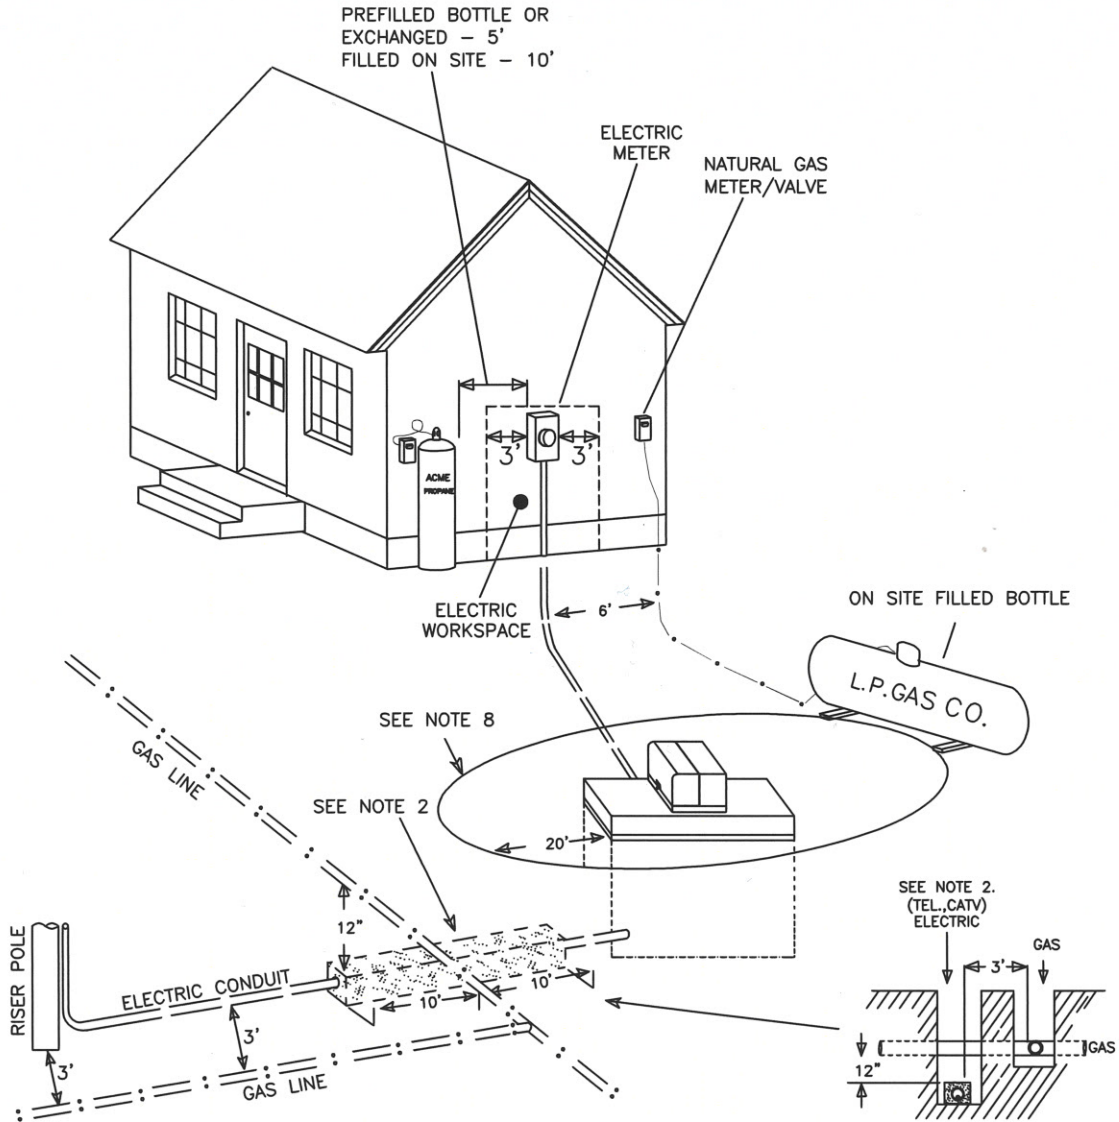 PREFILLED BOTTLE OR
EXCHANGED - 5'
FILLED ON SITE - 10'
ELECTRIC
METER
NATURAL GAS
METER/VALVE
3'
3'
ACME
PROPANE
ELECTRIC
WORKSPACE
6'
ON SITE FILLED BOTTLE
L.P.GAS CO.
SEE NOTE 8
GAS LINE
SEE NOTE 2
20'
12"
SEE NOTE 2.
(TEL.,CATV)
ELECTRIC
GAS
3'
RISER POLE
ELECTRIC CONDUIT
10'
10'
3'
3'
GAS LINE
GAS
12"